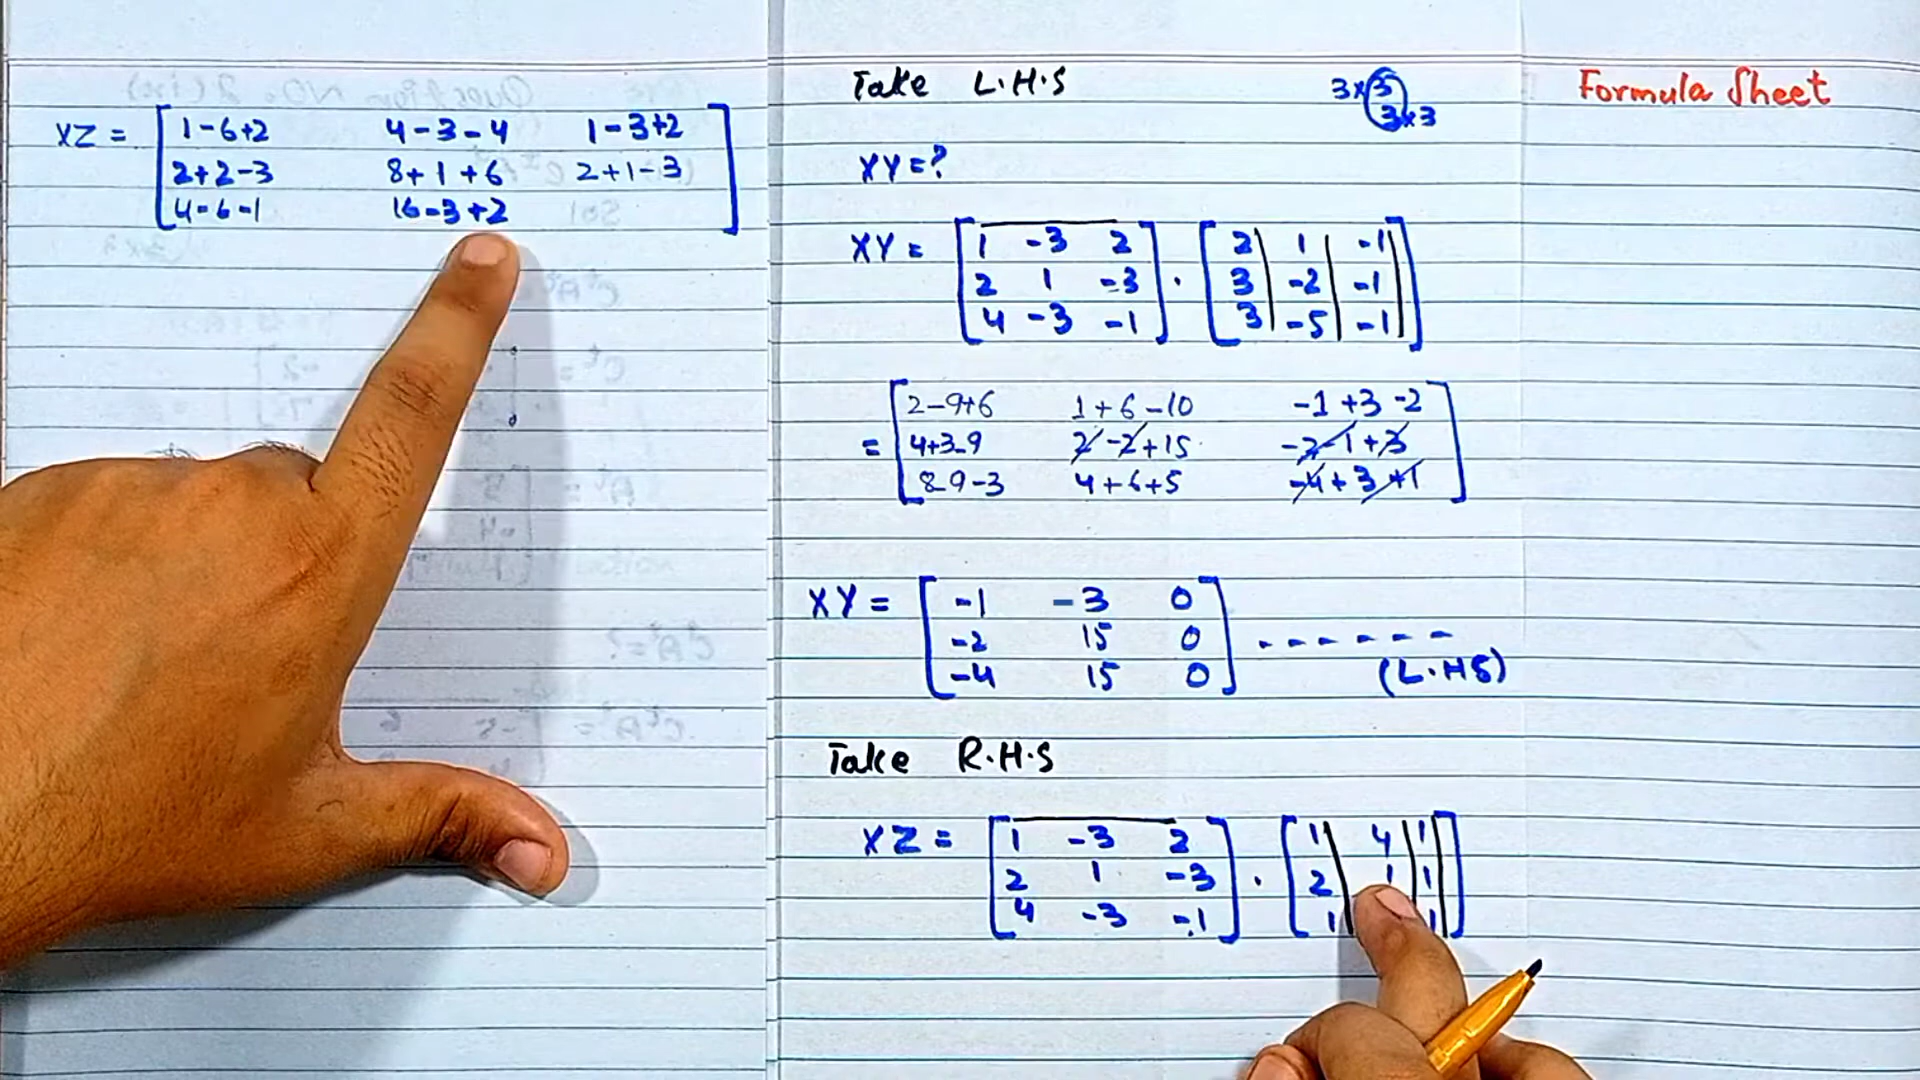 XZ = [ 1-6+2 4-3-4 1-3+2
2+2-3 8+1+6 2+1-3
4-6-1 16-3+2 ]
Take L.H.S
3x3
3x3
XY=?
XY = [ 1 -3 2 ] . [ 2 | 1 | -1 | ]
2 1 -3 3 | -2 | -1
4 -3 -1 3 | -5 | -1
= [ 2-9+6 1+6-10 -1+3-2
4+3-9 2-2+15 -2-1+3
8-9-3 4+6+5 -4+3+1 ]
XY = [ -1 -3 0
-2 15 0 ] - - - - - -
-4 15 0 (L.HS)
Take R.H.S
XZ = [ 1 -3 2 ] . [ 1 | 4 | 1 | ]
2 1 -3 2 1 1
4 -3 -1 1 1
Formula Sheet